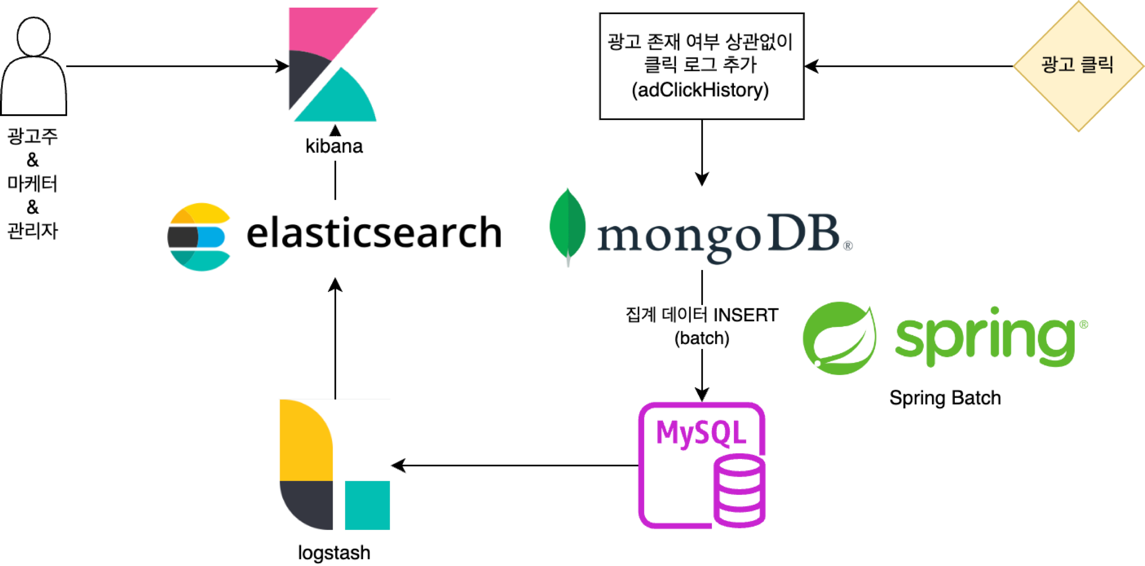 광고주
&
마케터
&
관리자
kibana
광고 존재 여부 상관없이
클릭 로그 추가
(adClickHistory)
광고 클릭
elasticsearch
mongoDB®
집계 데이터 INSERT
(batch)
spring®
Spring Batch
MySQL
logstash